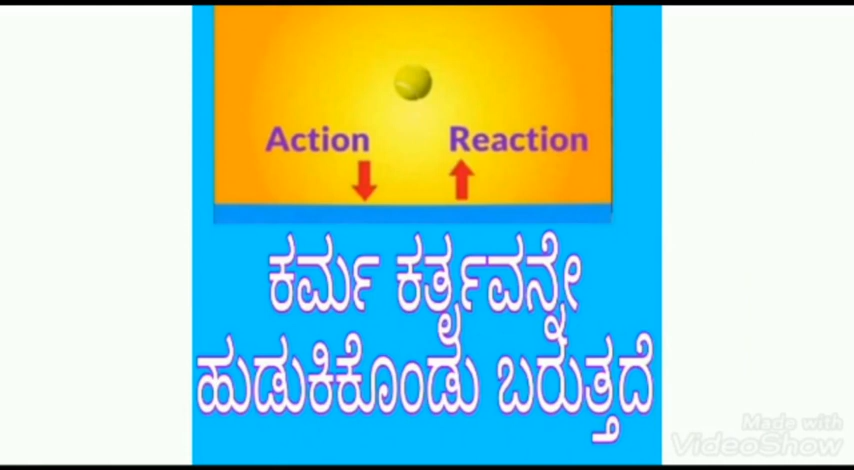 Action Reaction
ಕರ್ಮ ಕರ್ತೃವನ್ನೇ
ಹುಡುಕಿಕೊಂಡು ಬರುತ್ತದೆ
Made with
VideoShow